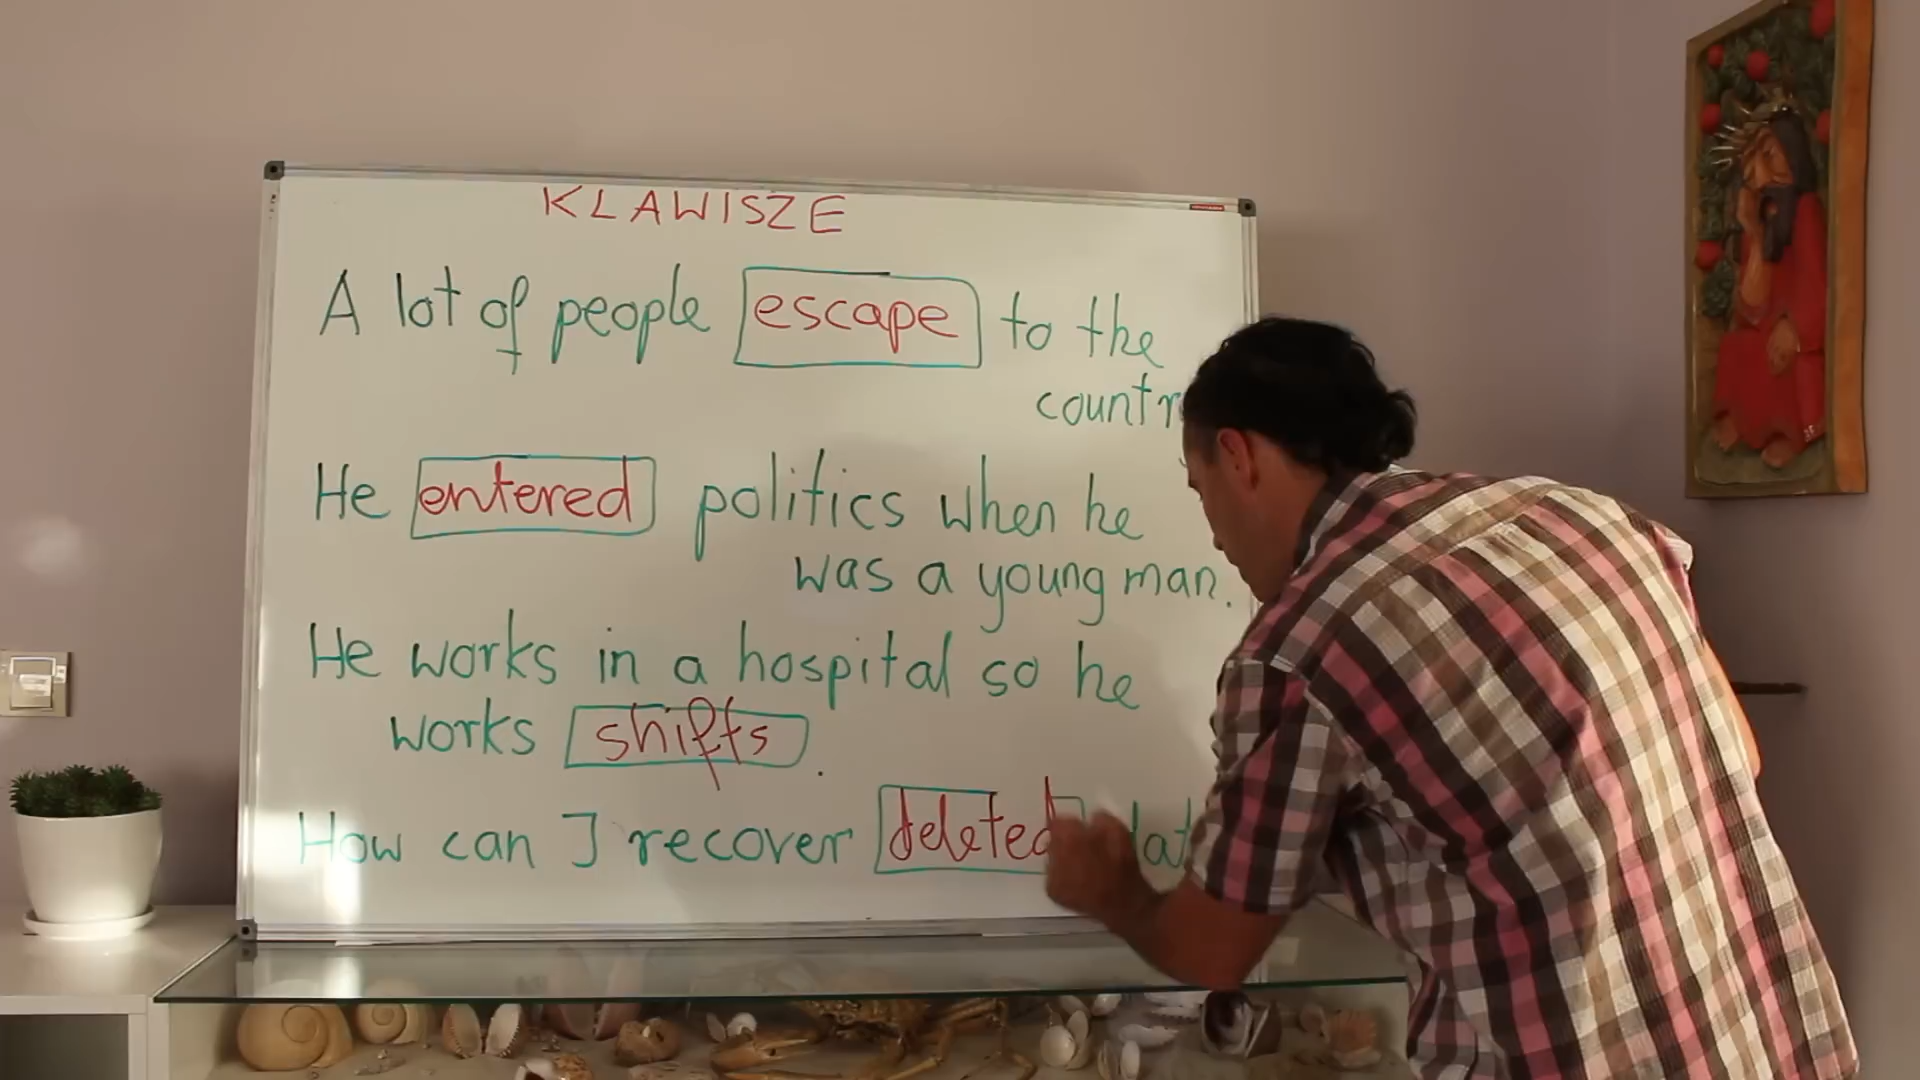 KLAWISZE
A lot of people escape to the
He entered politics when he
was a young man.
He works in a hospital so he
works shifts.
How can I recover deleted